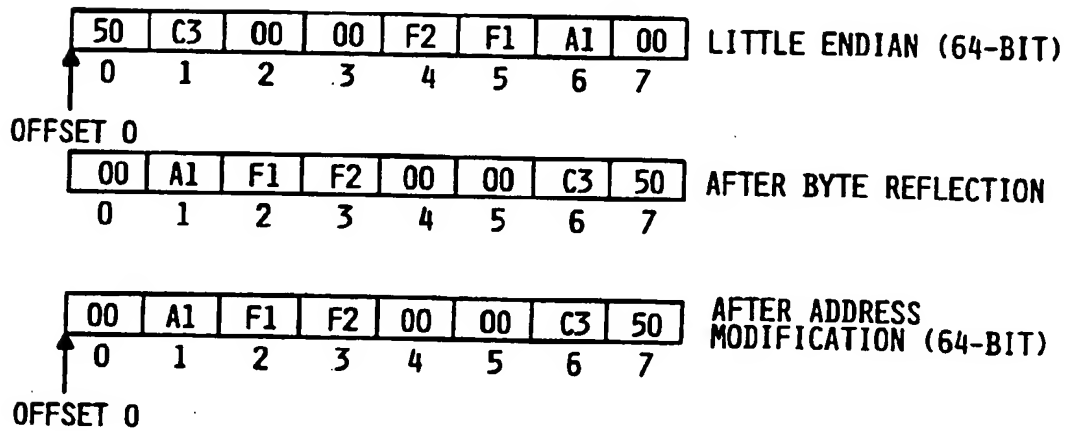 50 C3 00 00 F2 F1 A1 00 LITTLE ENDIAN (64-BIT)
0 1 2 3 4 5 6 7
OFFSET 0
00 A1 F1 F2 00 00 C3 50 AFTER BYTE REFLECTION
0 1 2 3 4 5 6 7
00 A1 F1 F2 00 00 C3 50 AFTER ADDRESS
MODIFICATION (64-BIT)
0 1 2 3 4 5 6 7
OFFSET 0